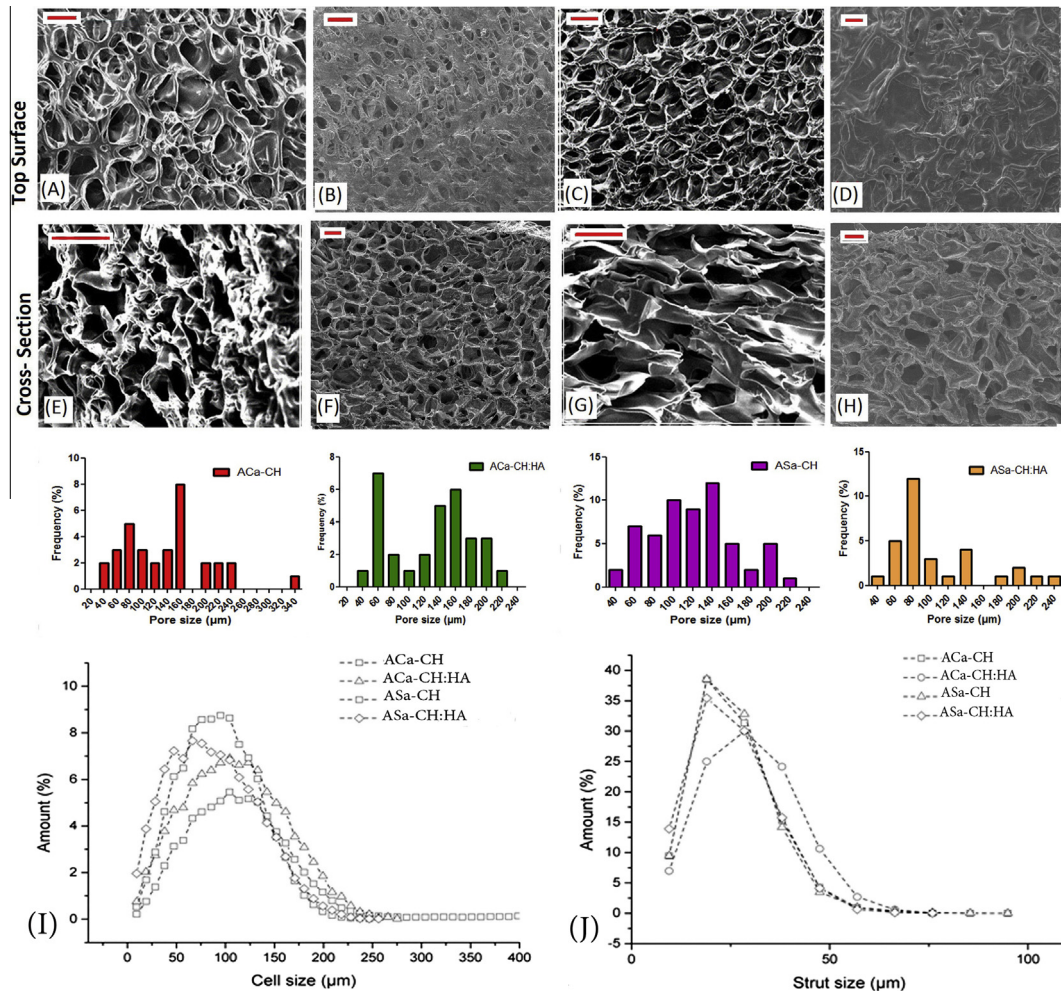 Top Surface
(A)
(B)
(C)
(D)
Cross- Section
(E)
(F)
(G)
(H)
ACa-CH
Frequency (%)
10
8
6
4
2
0
20 40 60 80 100 120 140 160 180 200 220 240 260 280 300 320 340
Pore size (µm)
ACa-CH:HA
Frequency (%)
8
6
4
2
0
20 40 60 80 100 120 140 160 180 200 220 240
Pore size (µm)
ASa-CH
Frequency (%)
15
10
5
0
40 60 80 100 120 140 160 180 200 220 240
Pore size (µm)
ASa-CH:HA
Frequency (%)
15
10
5
0
40 60 80 100 120 140 160 180 200 220 240
Pore size (µm)
ACa-CH
ACa-CH:HA
ASa-CH
ASa-CH:HA
Amount (%)
10
8
6
4
2
0
0 50 100 150 200 250 300 350 400
Cell size (µm)
(I)
ACa-CH
ACa-CH:HA
ASa-CH
ASa-CH:HA
Amount (%)
45
40
35
30
25
20
15
10
5
0
5
0 50 100
Strut size (µm)
(J)